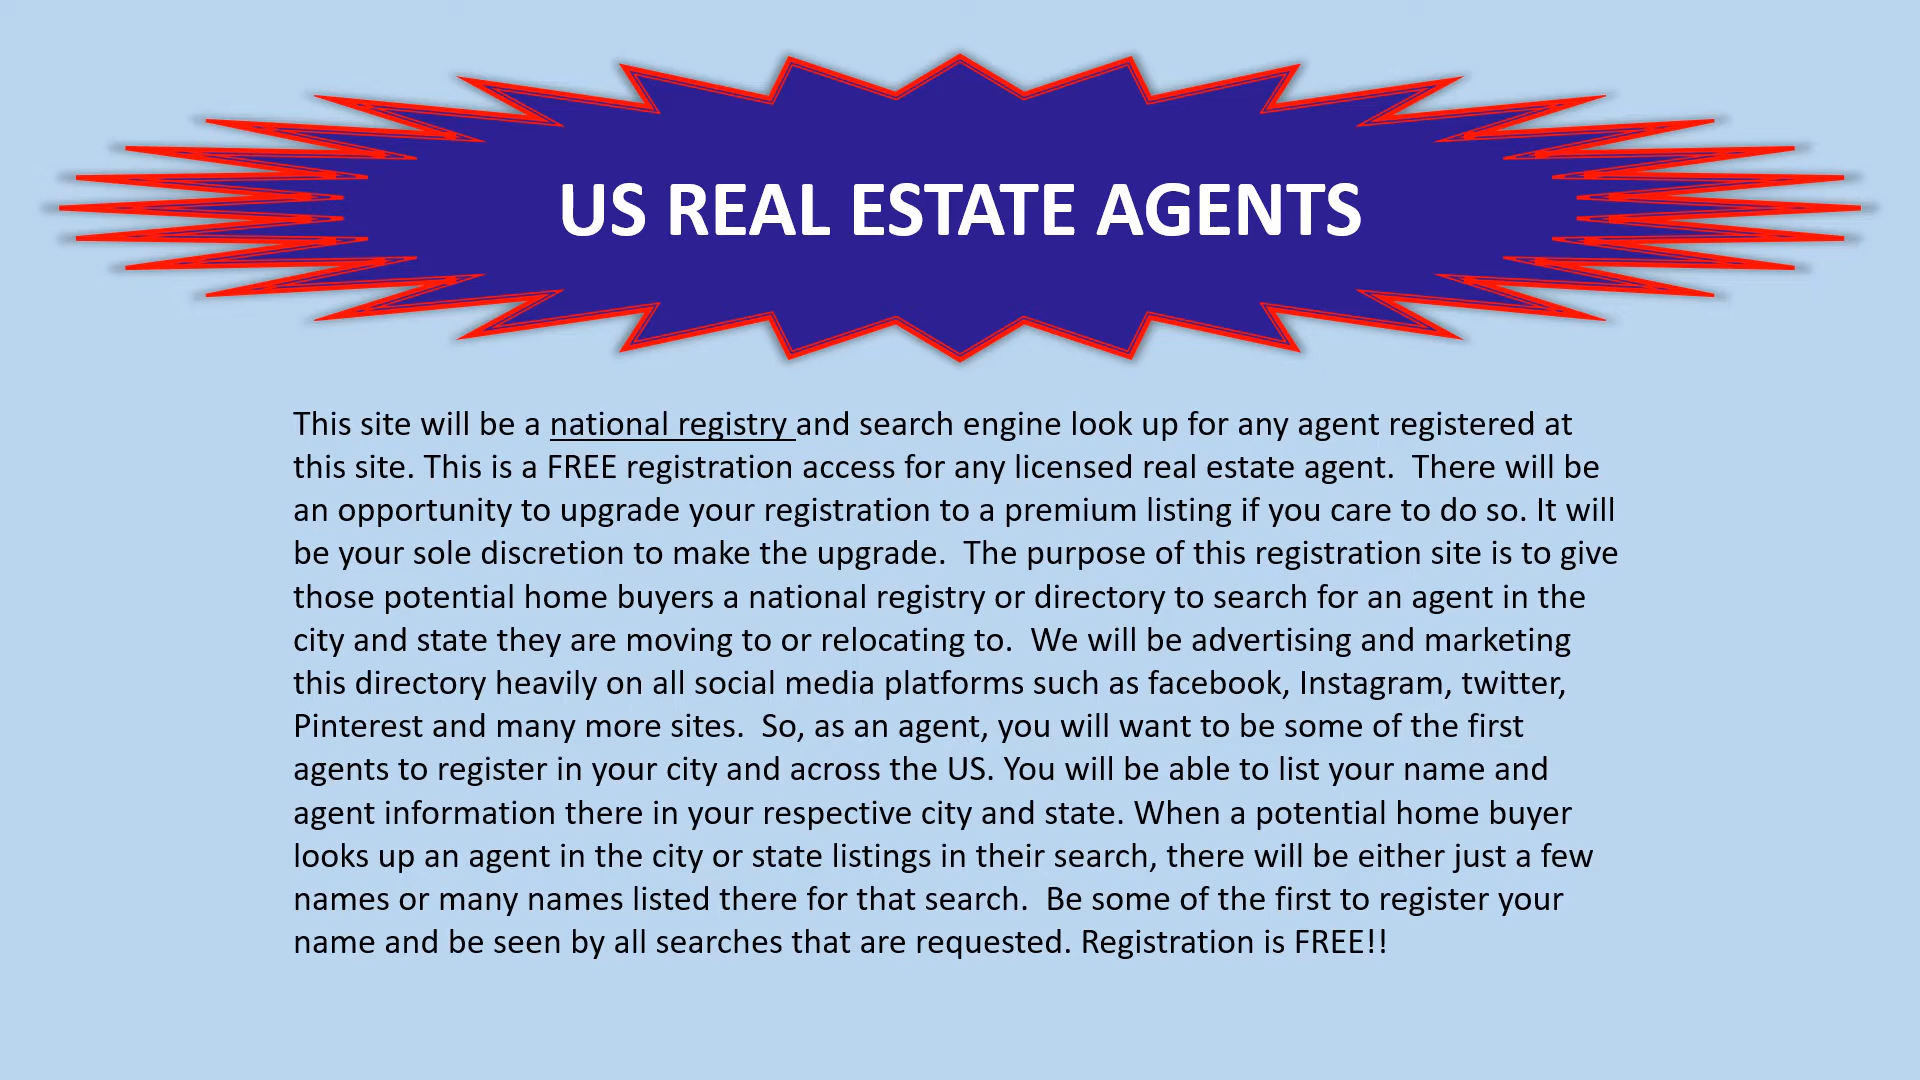 US REAL ESTATE AGENTS
This site will be a national registry and search engine look up for any agent registered at
this site. This is a FREE registration access for any licensed real estate agent.  There will be
an opportunity to upgrade your registration to a premium listing if you care to do so. It will
be your sole discretion to make the upgrade.  The purpose of this registration site is to give
those potential home buyers a national registry or directory to search for an agent in the
city and state they are moving to or relocating to.  We will be advertising and marketing
this directory heavily on all social media platforms such as facebook, Instagram, twitter,
Pinterest and many more sites.  So, as an agent, you will want to be some of the first
agents to register in your city and across the US. You will be able to list your name and
agent information there in your respective city and state. When a potential home buyer
looks up an agent in the city or state listings in their search, there will be either just a few
names or many names listed there for that search.  Be some of the first to register your
name and be seen by all searches that are requested. Registration is FREE!!